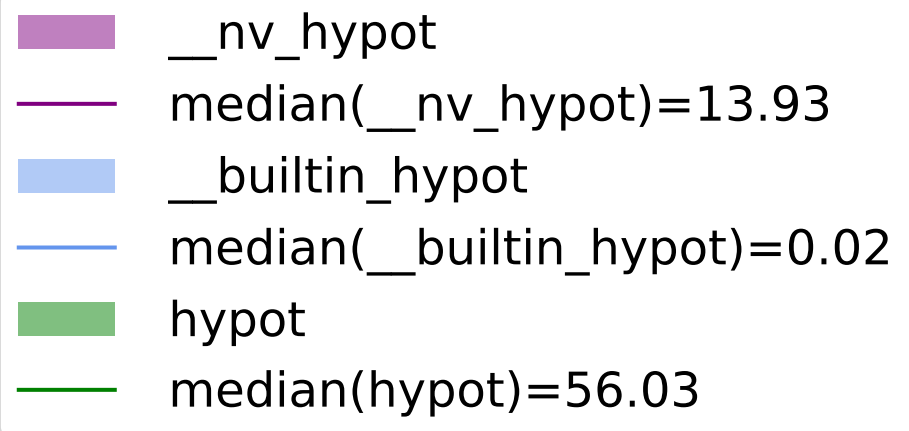 __nv_hypot
median(__nv_hypot)=13.93
__builtin_hypot
median(__builtin_hypot)=0.02
hypot
median(hypot)=56.03